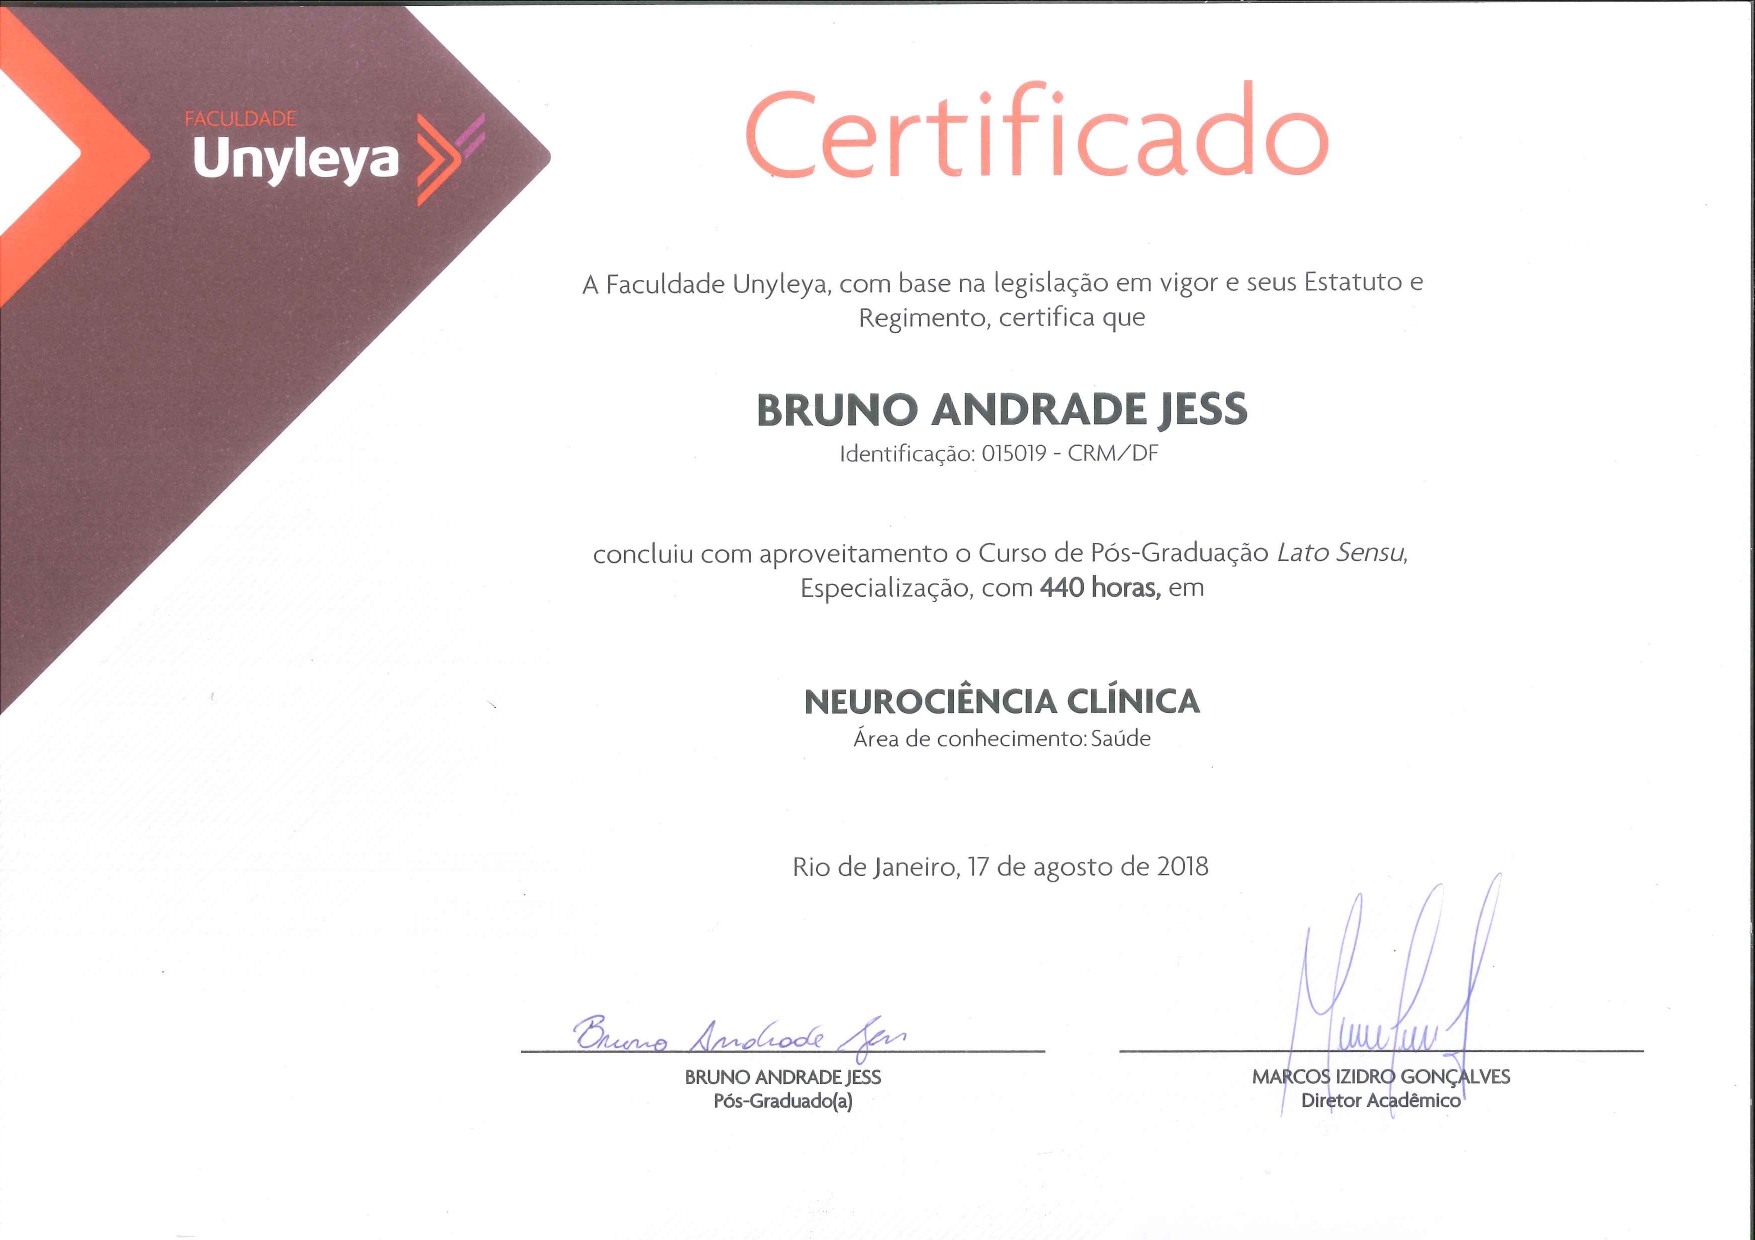 FACULDADE
Unyleya
Certificado
A Faculdade Unyleya, com base na legislação em vigor e seus Estatuto e
Regimento, certifica que
BRUNO ANDRADE JESS
Identificação: 015019 - CRM/DF
concluiu com aproveitamento o Curso de Pós-Graduação Lato Sensu,
Especialização, com 440 horas, em
NEUROCIÊNCIA CLÍNICA
Área de conhecimento: Saúde
Rio de Janeiro, 17 de agosto de 2018
Bruno Andrade Jess
BRUNO ANDRADE JESS
Pós-Graduado(a)
MARCOS IZIDRO GONÇALVES
Diretor Acadêmico